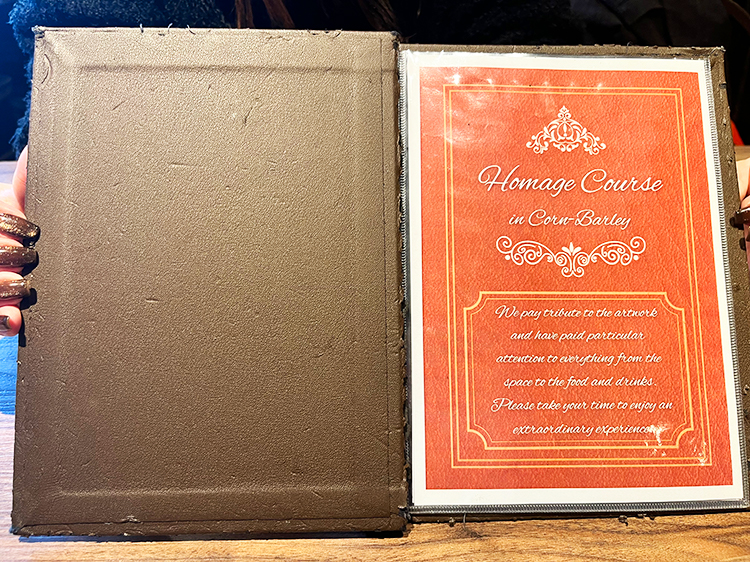 Homage Course
in Corn-Barley
We pay tribute to the artwork
and have paid particular
attention to everything from the
space to the food and drinks.
Please take your time to enjoy an
extraordinary experience.